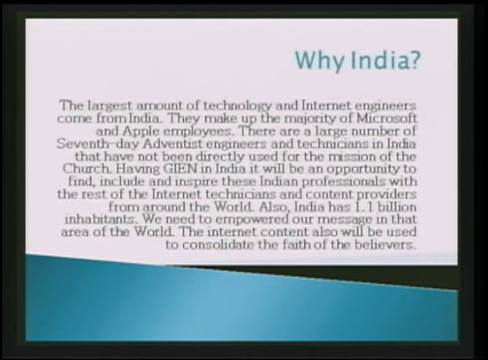 Why India?
The largest amount of technology and Internet engineers
come from India. They make up the majority of Microsoft
and Apple employees. There are a large number of
Seventh-day Adventist engineers and technicians in India
that have not been directly used for the mission of the
Church. Having GIEN in India it will be an opportunity to
find, include and inspire these Indian professionals with
the rest of the Internet technicians and content providers
from around the World. Also, India has 1.1 billion
inhabitants. We need to empowered our message in that
area of the World. The internet content also will be used
to consolidate the faith of the believers.